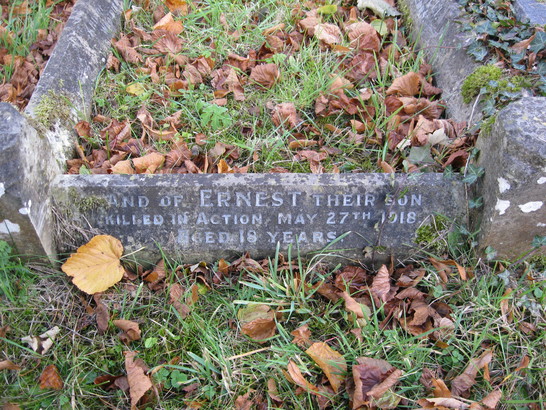 AND OF ERNEST THEIR SON
KILLED IN ACTION, MAY 27TH 1918
AGED 18 YEARS.